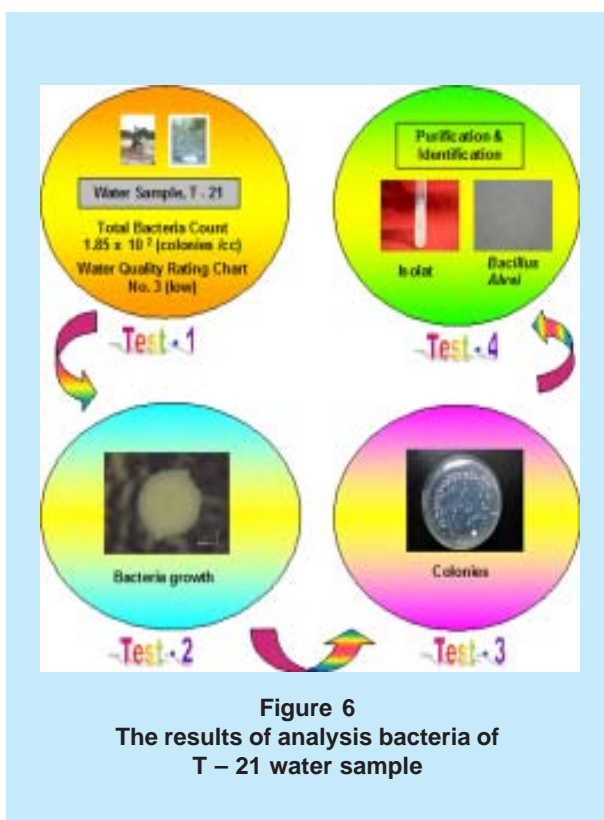 Water Sample, T - 21
Total Bacteria Count
1.85 x 10 2 (colonies /cc)
Water Quality Rating Chart
No. 3 (low)
Test - 1
Bacteria growth
Test - 2
Colonies
Test - 3
Purification &
Identification
Isolat
Bacillus
Test - 4
Figure 6
The results of analysis bacteria of
T – 21 water sample